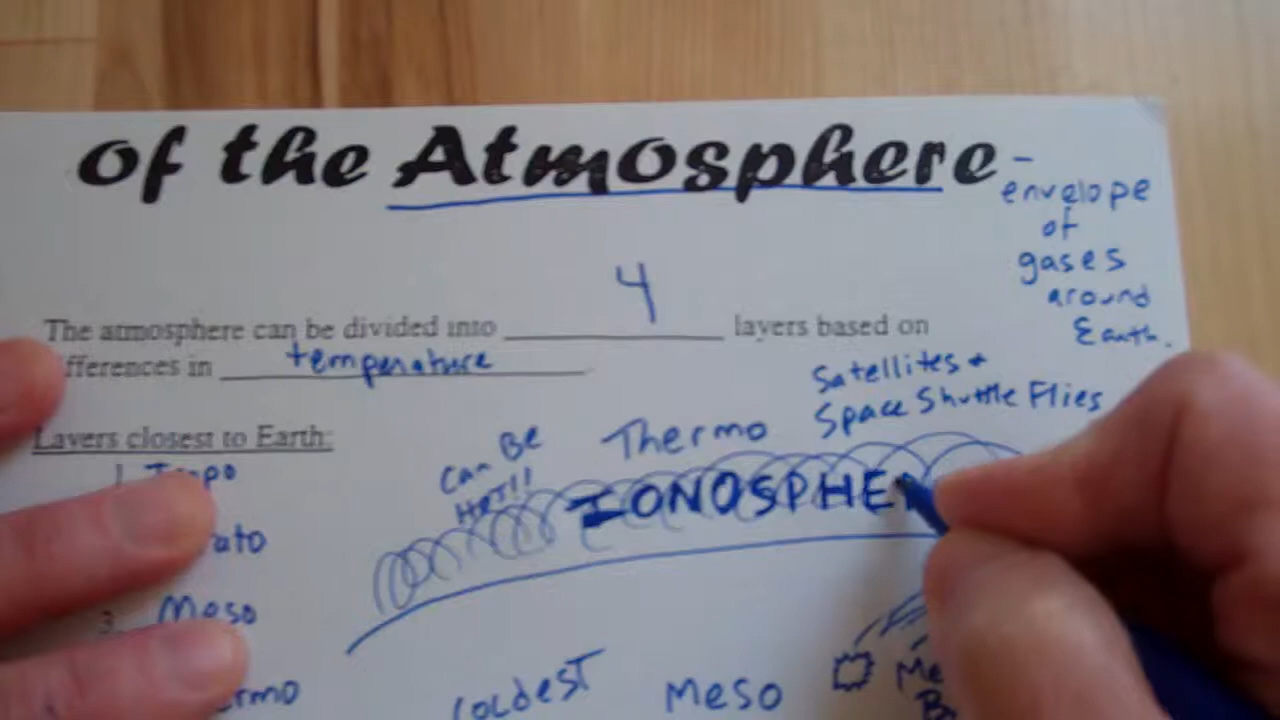 of the Atmosphere -
envelope
of
gases
around
Earth.
The atmosphere can be divided into 4 layers based on
fferences in temperature
Satellites +
Space Shuttle Flies
Layers closest to Earth:
Can Be
HOT!!
Thermo
IONOSPHE
1.
ato
3. Meso
rmo
Coldest
Meso
Me
B